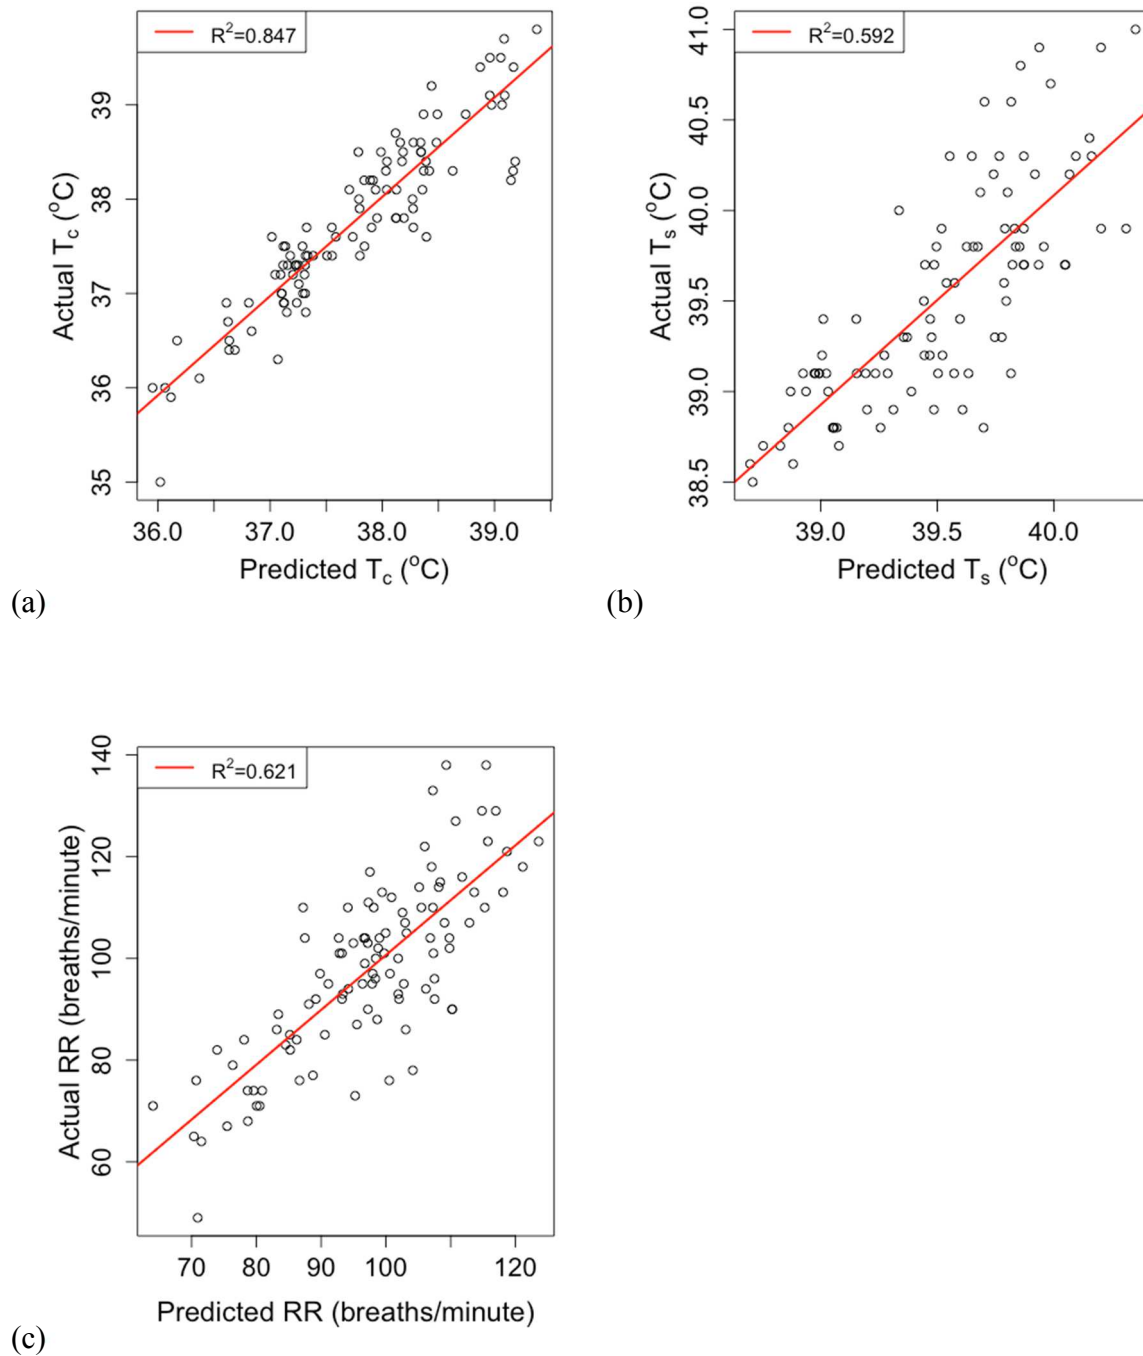 R²=0.847
Actual T_c (°C)
39
38
37
36
35
36.0 37.0 38.0 39.0
Predicted T_c (°C)
(a)
R²=0.592
Actual T_s (°C)
41.0
40.5
40.0
39.5
39.0
38.5
39.0 39.5 40.0
Predicted T_s (°C)
(b)
R²=0.621
Actual RR (breaths/minute)
140
120
100
80
60
70 80 90 100 120
Predicted RR (breaths/minute)
(c)